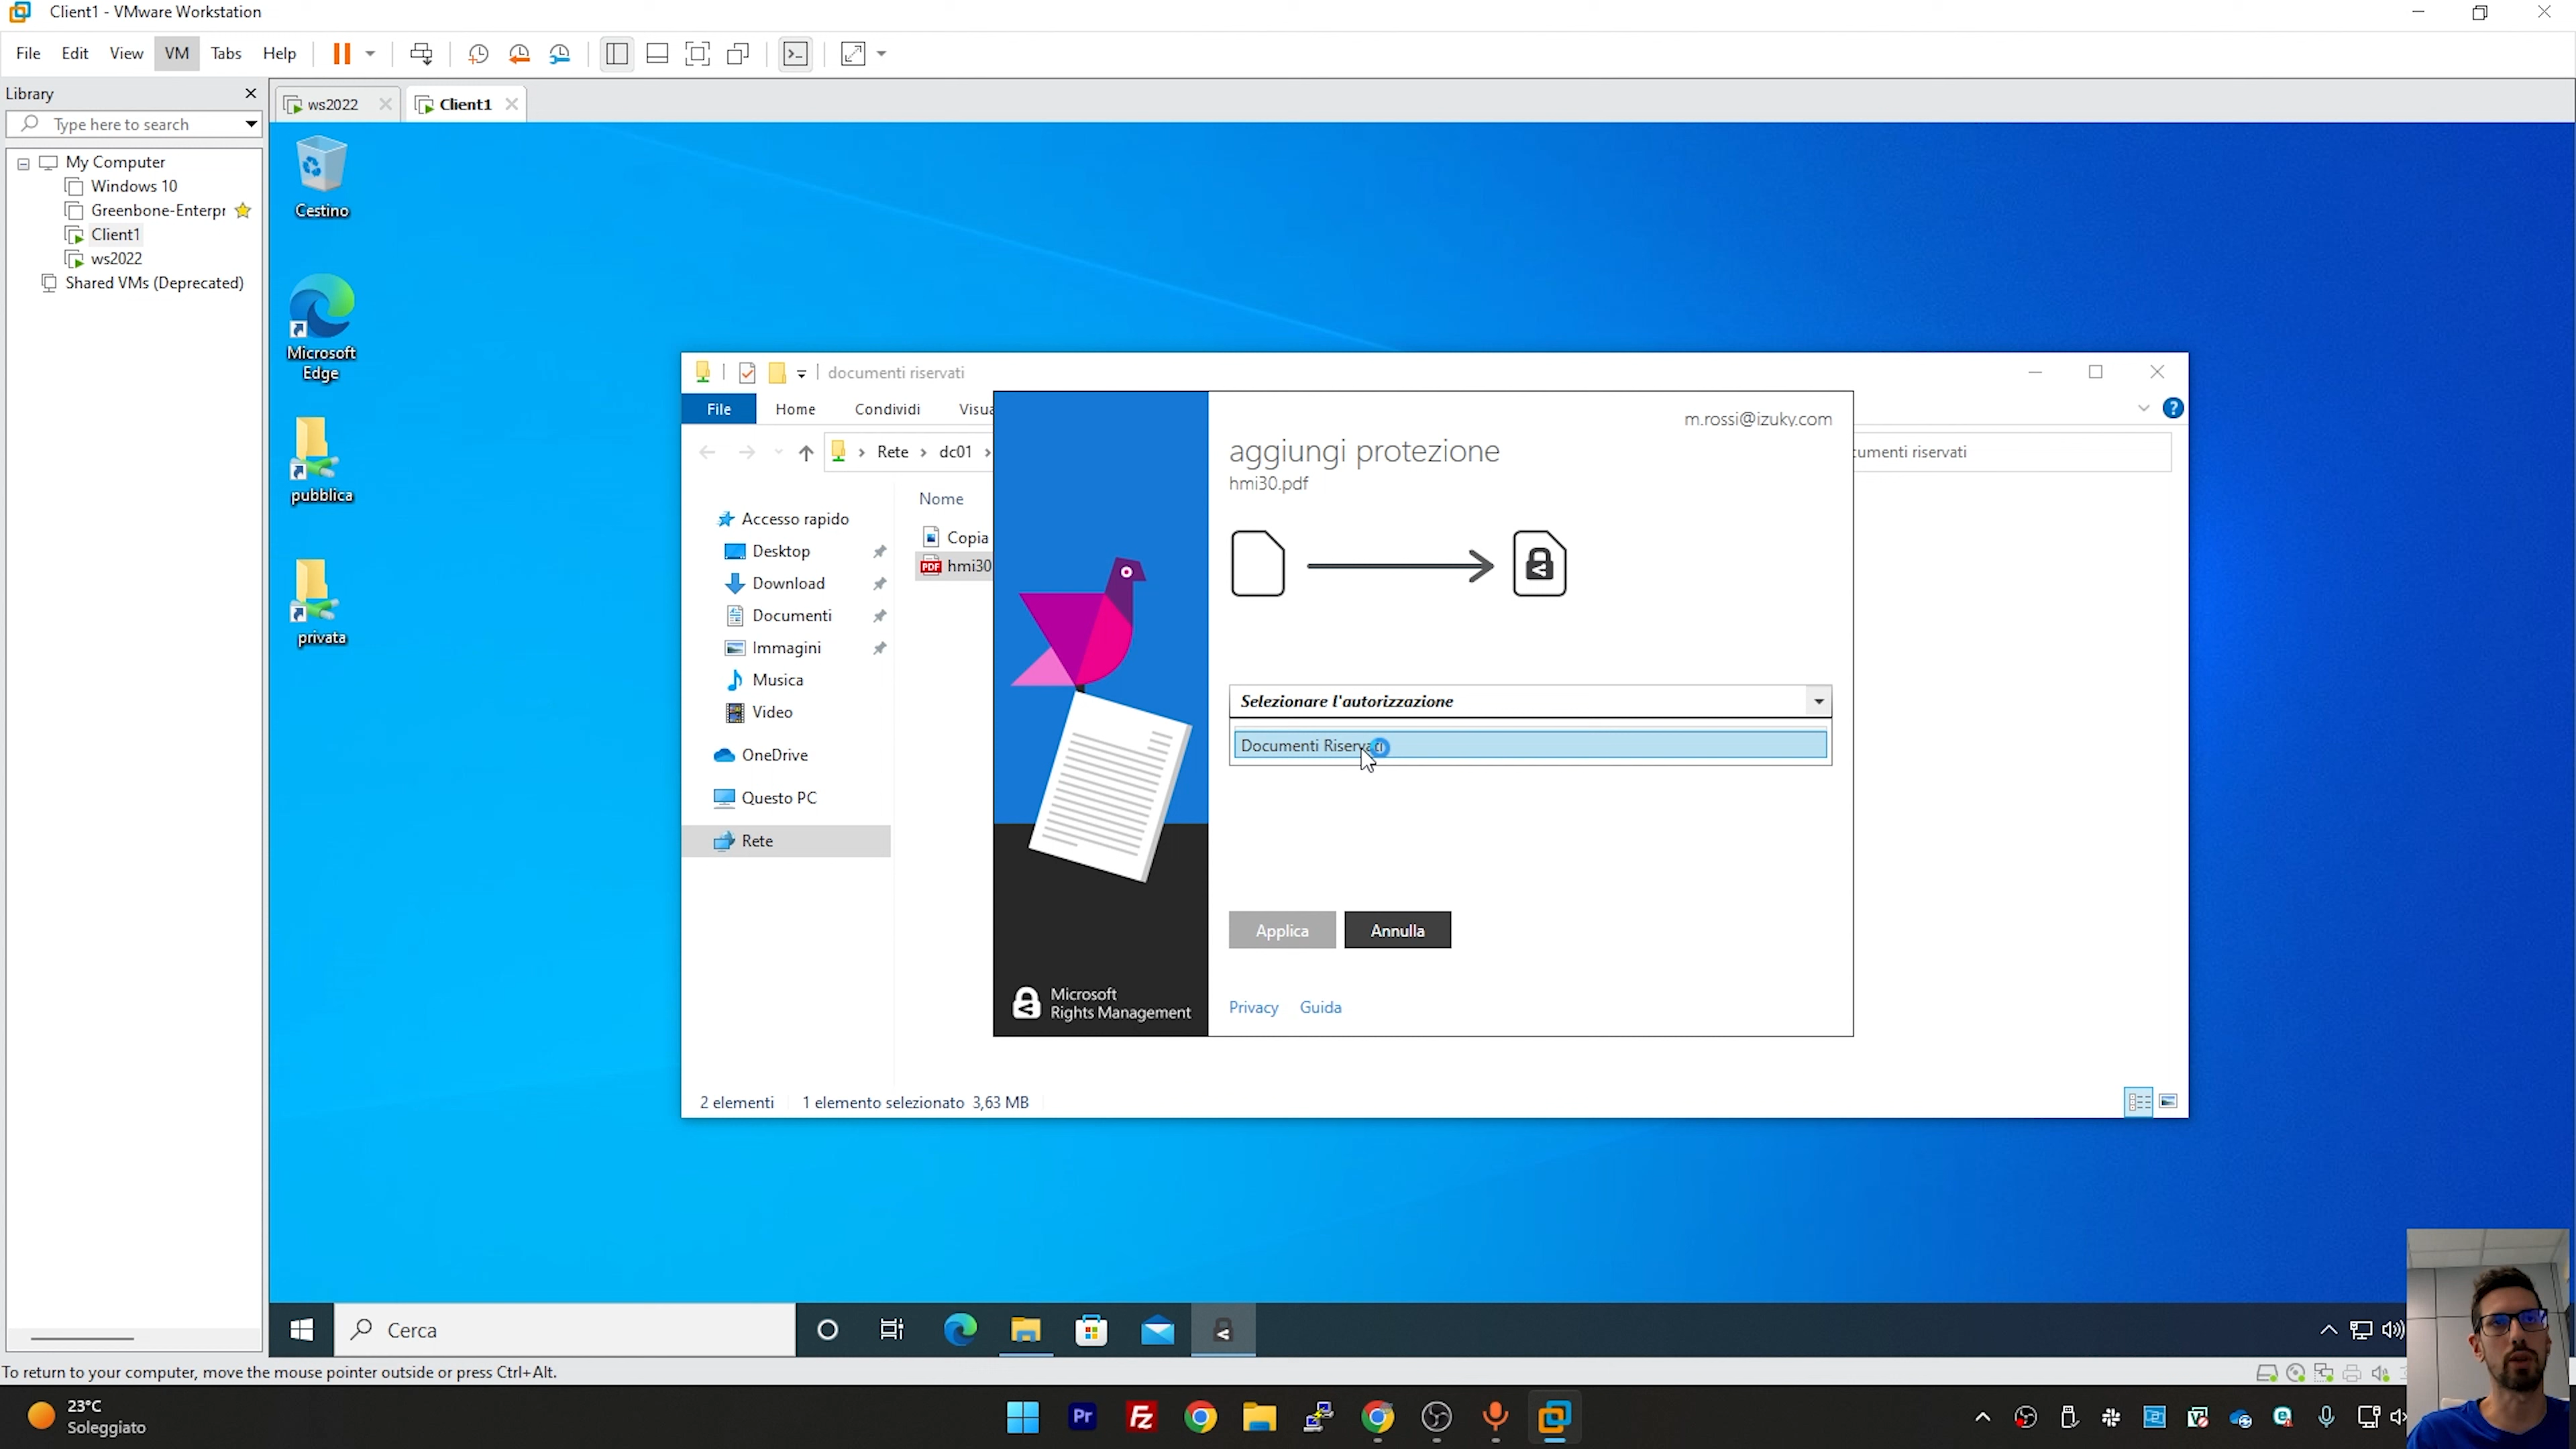 Client1 - VMware Workstation
File Edit View VM Tabs Help
Library
Type here to search
My Computer
Windows 10
Greenbone-Enterpr
Client1
ws2022
Shared VMs (Deprecated)
ws2022
Client1
Cestino
Microsoft
Edge
pubblica
privata
documenti riservati
File Home Condividi Visua
Rete dc01
umenti riservati
Nome
Copia
PDF hmi30
Accesso rapido
Desktop
Download
Documenti
Immagini
Musica
Video
OneDrive
Questo PC
Rete
2 elementi 1 elemento selezionato 3,63 MB
m.rossi@izuky.com
aggiungi protezione
hmi30.pdf
Selezionare l'autorizzazione
Documenti Riservati
Applica Annulla
Microsoft
Rights Management
Privacy Guida
Cerca
To return to your computer, move the mouse pointer outside or press Ctrl+Alt.
23°C
Soleggiato
Pr
Fz